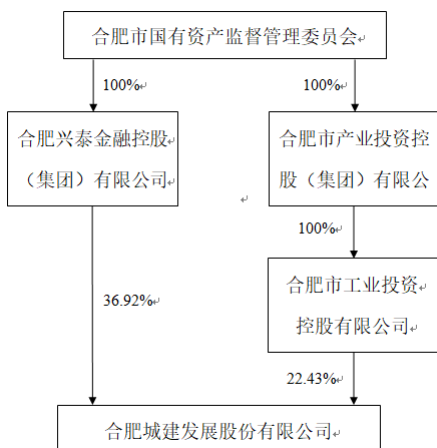 合肥市国有资产监督管理委员会
100%
100%
合肥兴泰金融控股
（集团）有限公司
合肥市产业投资控
股（集团）有限公
100%
36.92%
合肥市工业投资
控股有限公司
22.43%
合肥城建发展股份有限公司